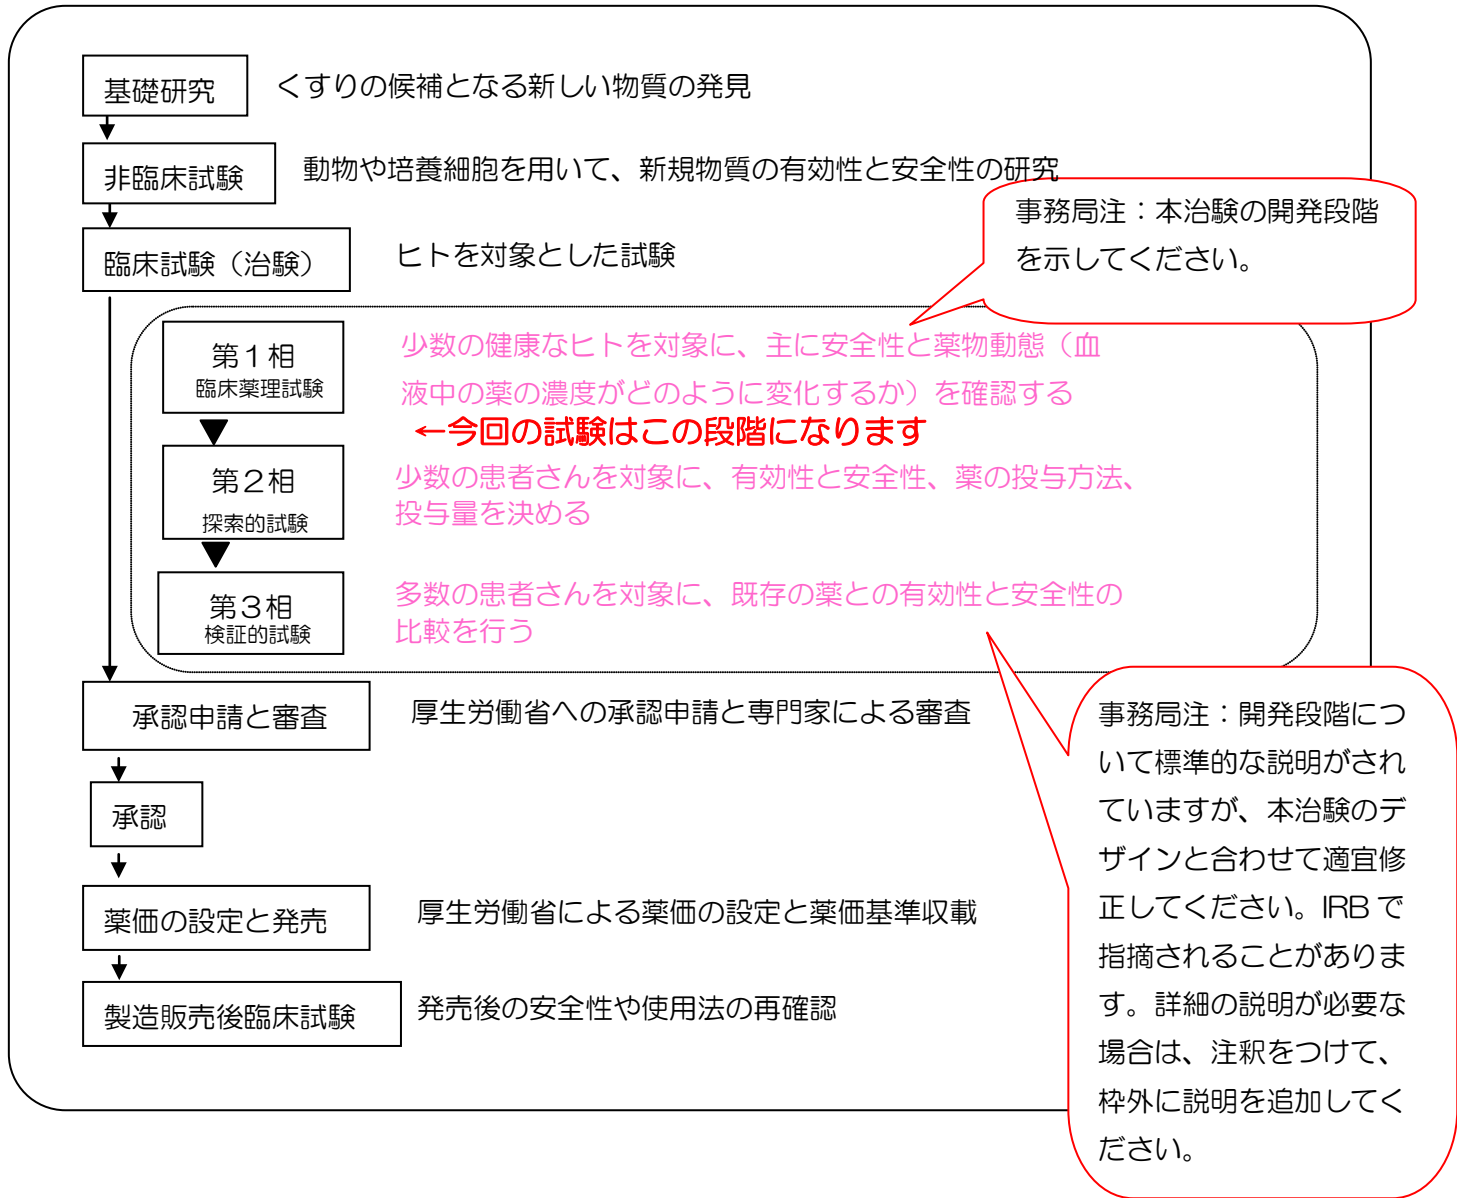 基礎研究
くすりの候補となる新しい物質の発見
非臨床試験
動物や培養細胞を用いて、新規物質の有効性と安全性の研究
臨床試験（治験）
ヒトを対象とした試験
事務局注：本治験の開発段階
を示してください。
第１相
臨床薬理試験
少数の健康なヒトを対象に、主に安全性と薬物動態（血
液中の薬の濃度がどのように変化するか）を確認する
←今回の試験はこの段階になります
第２相
探索的試験
少数の患者さんを対象に、有効性と安全性、薬の投与方法、
投与量を決める
第３相
検証的試験
多数の患者さんを対象に、既存の薬との有効性と安全性の
比較を行う
承認申請と審査
厚生労働省への承認申請と専門家による審査
承認
薬価の設定と発売
厚生労働省による薬価の設定と薬価基準収載
製造販売後臨床試験
発売後の安全性や使用法の再確認
事務局注：開発段階につ
いて標準的な説明がされ
ていますが、本治験のデ
ザインと合わせて適宜修
正してください。IRB で
指摘されることがありま
す。詳細の説明が必要な
場合は、注釈をつけて、
枠外に説明を追加してく
ださい。